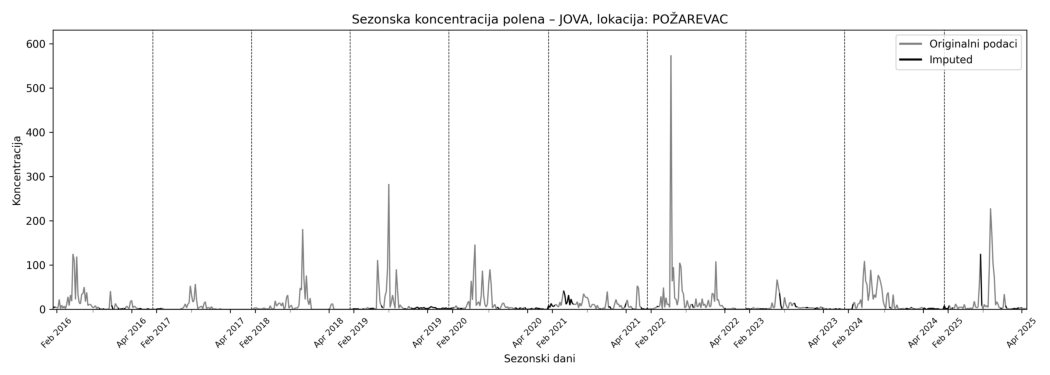 Sezonska koncentracija polena – JOVA, lokacija: POŽAREVAC
Originalni podaci
Imputed
Koncentracija
600
500
400
300
200
100
0
Feb 2016
Apr 2016
Feb 2017
Apr 2017
Feb 2018
Apr 2018
Feb 2019
Apr 2019
Feb 2020
Apr 2020
Feb 2021
Apr 2021
Feb 2022
Apr 2022
Feb 2023
Apr 2023
Feb 2024
Apr 2024
Feb 2025
Apr 2025
Sezonski dani